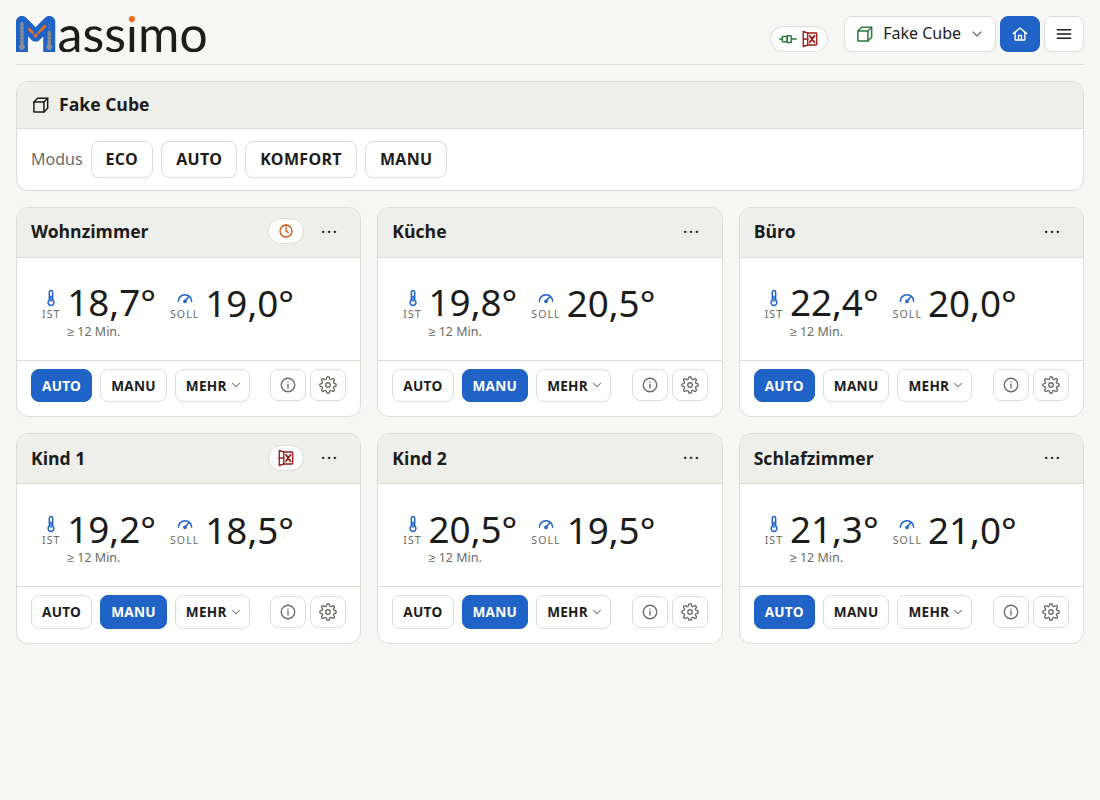 Massimo
Fake Cube
Fake Cube
Modus ECO AUTO KOMFORT MANU
Wohnzimmer
IST 18,7° SOLL 19,0°
≥ 12 Min.
AUTO MANU MEHR
Küche
IST 19,8° SOLL 20,5°
≥ 12 Min.
AUTO MANU MEHR
Büro
IST 22,4° SOLL 20,0°
≥ 12 Min.
AUTO MANU MEHR
Kind 1
IST 19,2° SOLL 18,5°
≥ 12 Min.
AUTO MANU MEHR
Kind 2
IST 20,5° SOLL 19,5°
≥ 12 Min.
AUTO MANU MEHR
Schlafzimmer
IST 21,3° SOLL 21,0°
≥ 12 Min.
AUTO MANU MEHR